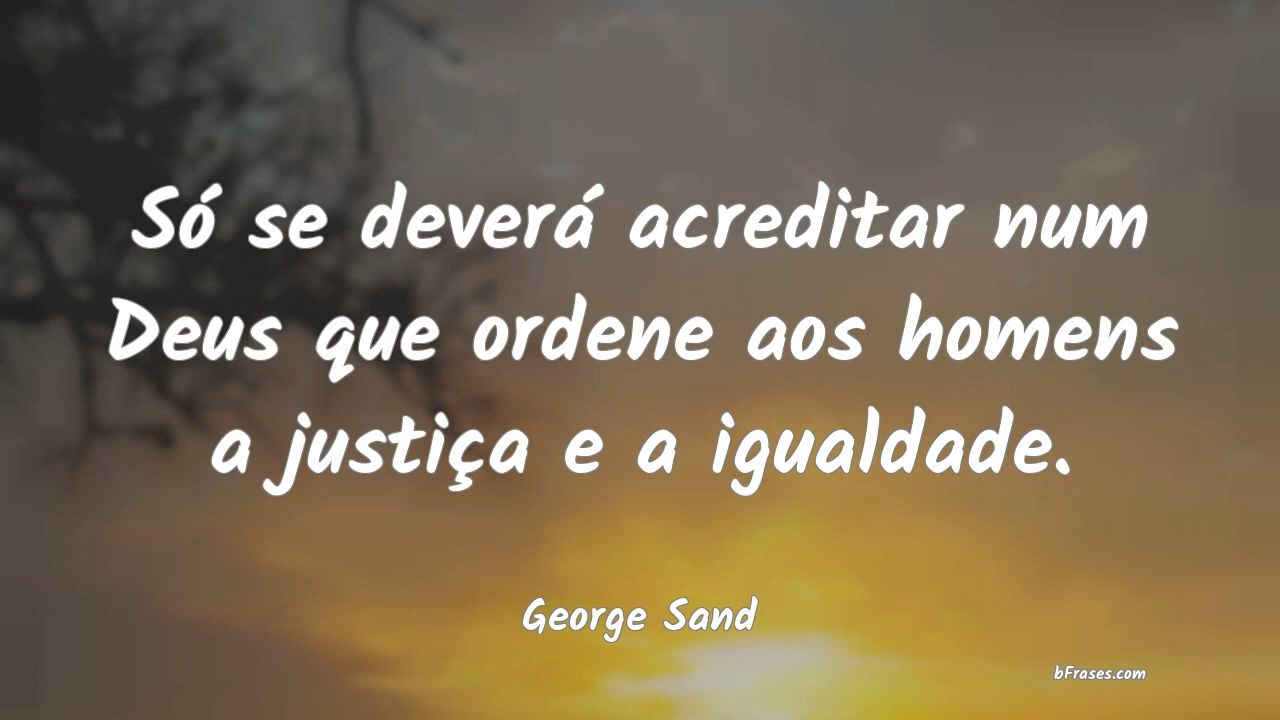 Só se deverá acreditar num
Deus que ordene aos homens
a justiça e a igualdade.
George Sand
bFrases.com